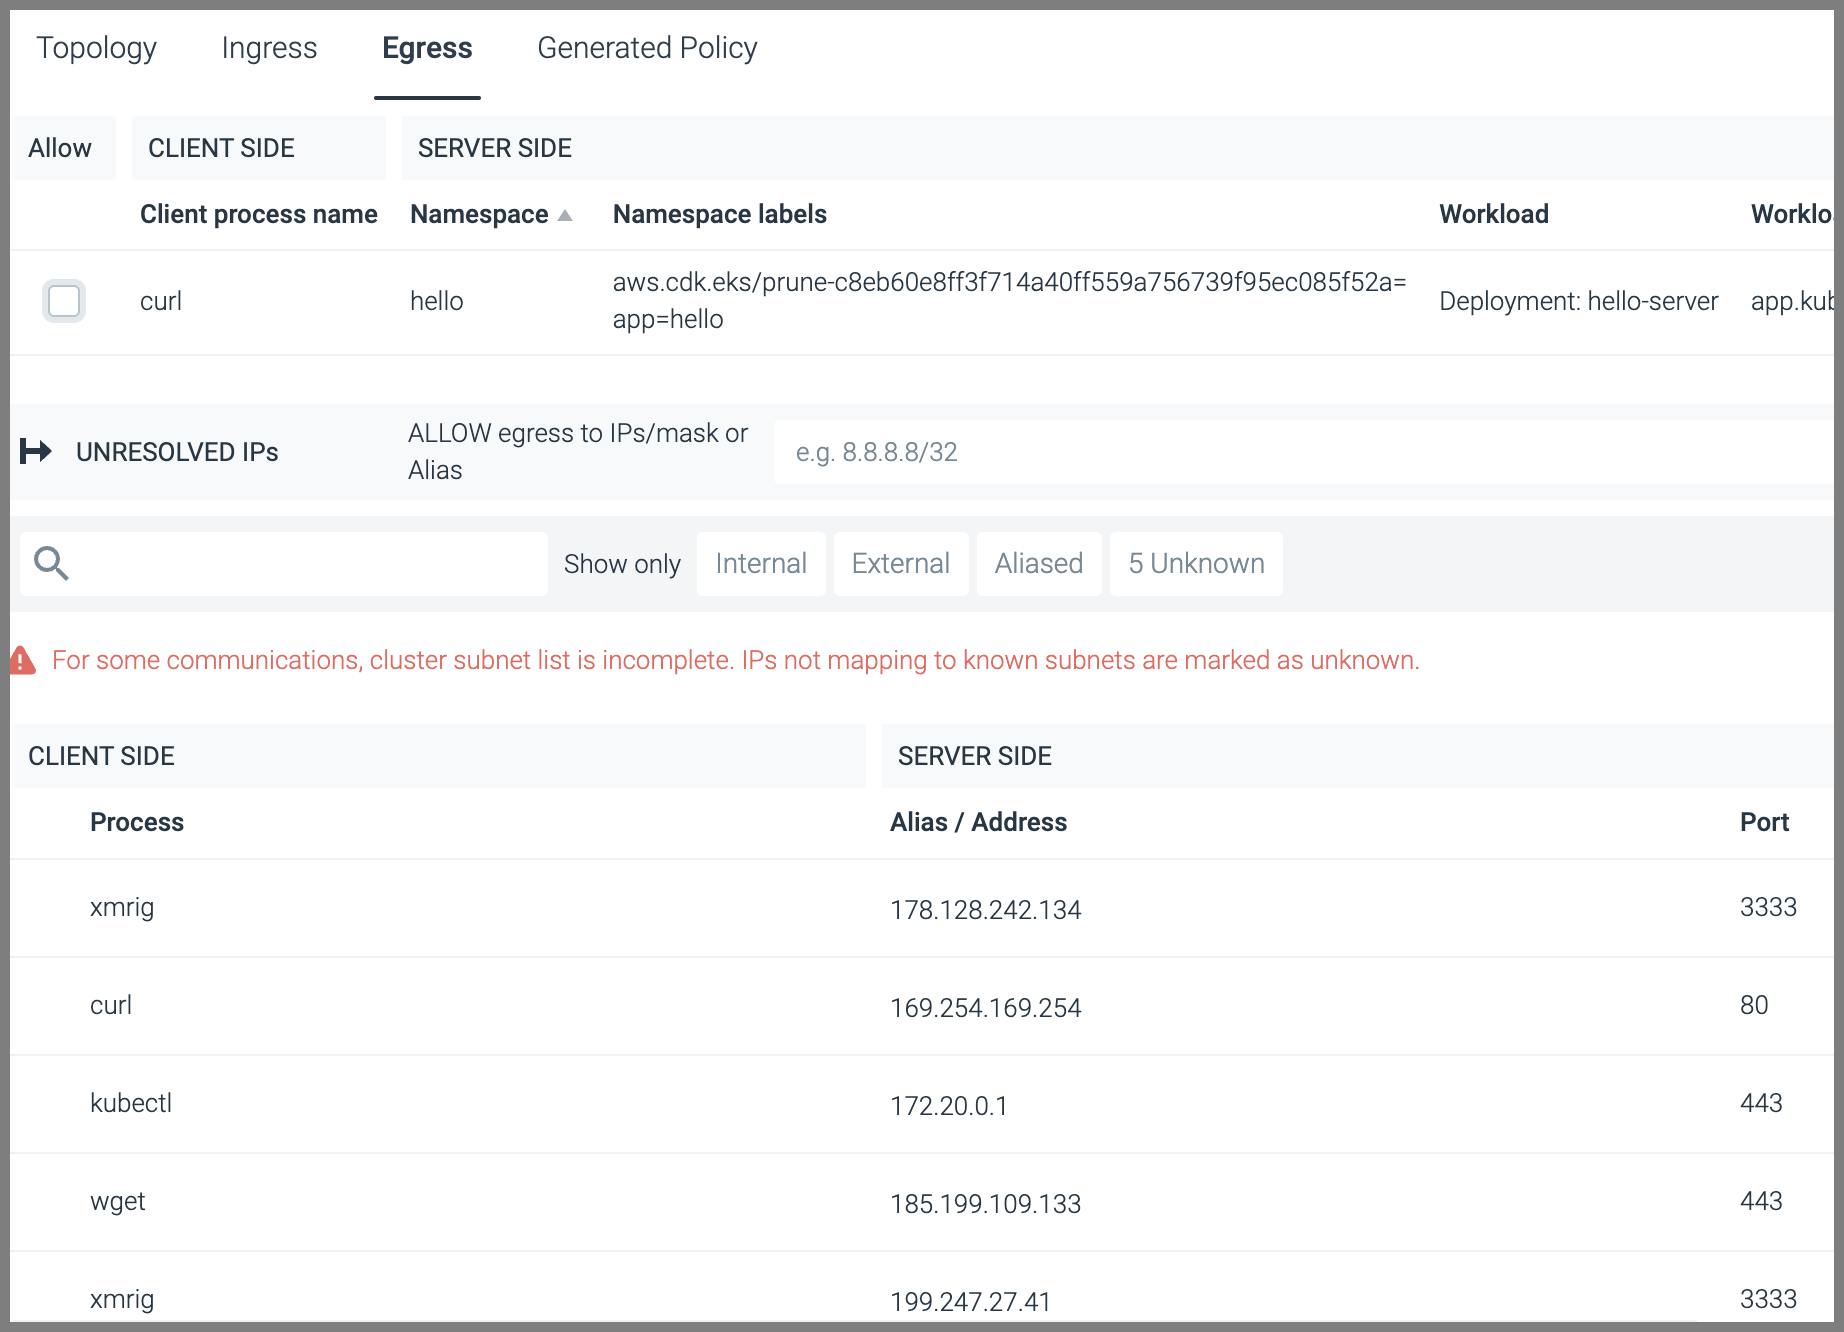 Topology Ingress Egress Generated Policy
Allow CLIENT SIDE SERVER SIDE
Client process name Namespace Namespace labels Workload Worklo
curl hello aws.cdk.eks/prune-c8eb60e8ff3f714a40ff559a756739f95ec085f52a= Deployment: hello-server app.kub
app=hello
UNRESOLVED IPs ALLOW egress to IPs/mask or e.g. 8.8.8.8/32
Alias
Show only Internal External Aliased 5 Unknown
For some communications, cluster subnet list is incomplete. IPs not mapping to known subnets are marked as unknown.
CLIENT SIDE SERVER SIDE
Process Alias / Address Port
xmrig 178.128.242.134 3333
curl 169.254.169.254 80
kubectl 172.20.0.1 443
wget 185.199.109.133 443
xmrig 199.247.27.41 3333